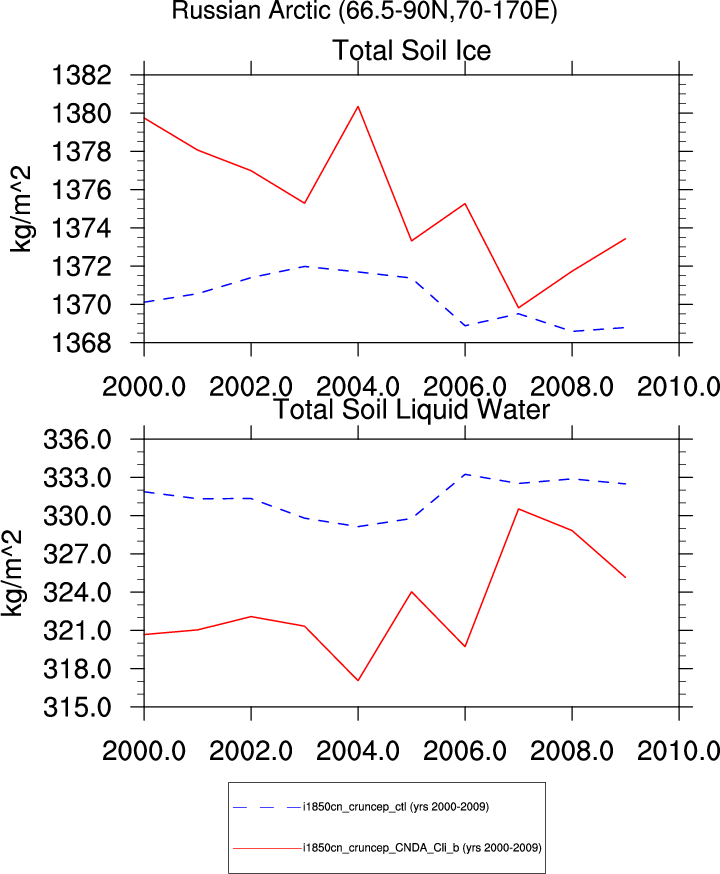 Russian Arctic (66.5-90N,70-170E)
Total Soil Ice
1382
1380
1378
1376
1374
1372
1370
1368
kg/m^2
2000.0 2002.0 2004.0 2006.0 2008.0 2010.0
Total Soil Liquid Water
336.0
333.0
330.0
327.0
324.0
321.0
318.0
315.0
kg/m^2
2000.0 2002.0 2004.0 2006.0 2008.0 2010.0
i1850cn_cruncep_ctl (yrs 2000-2009)
i1850cn_cruncep_CNDA_Cli_b (yrs 2000-2009)